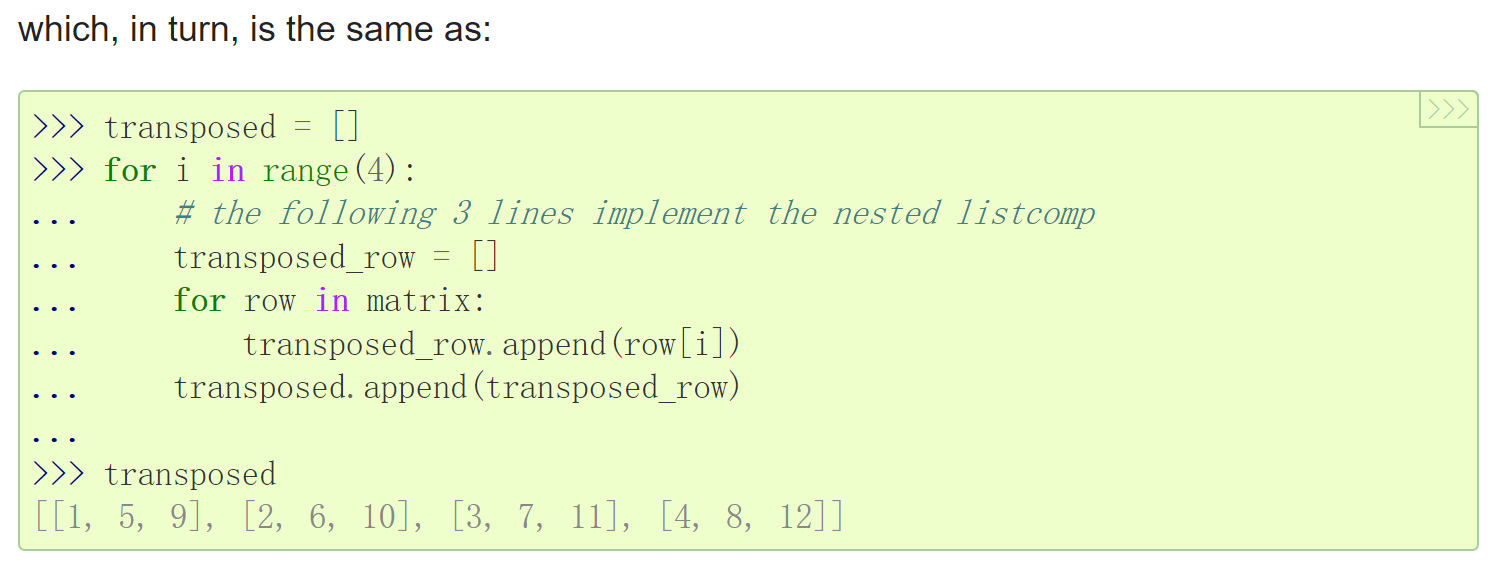 which, in turn, is the same as:
>>>
>>> transposed = []
>>> for i in range(4):
...     # the following 3 lines implement the nested listcomp
...     transposed_row = []
...     for row in matrix:
...         transposed_row.append(row[i])
...     transposed.append(transposed_row)
...
>>> transposed
[[1, 5, 9], [2, 6, 10], [3, 7, 11], [4, 8, 12]]